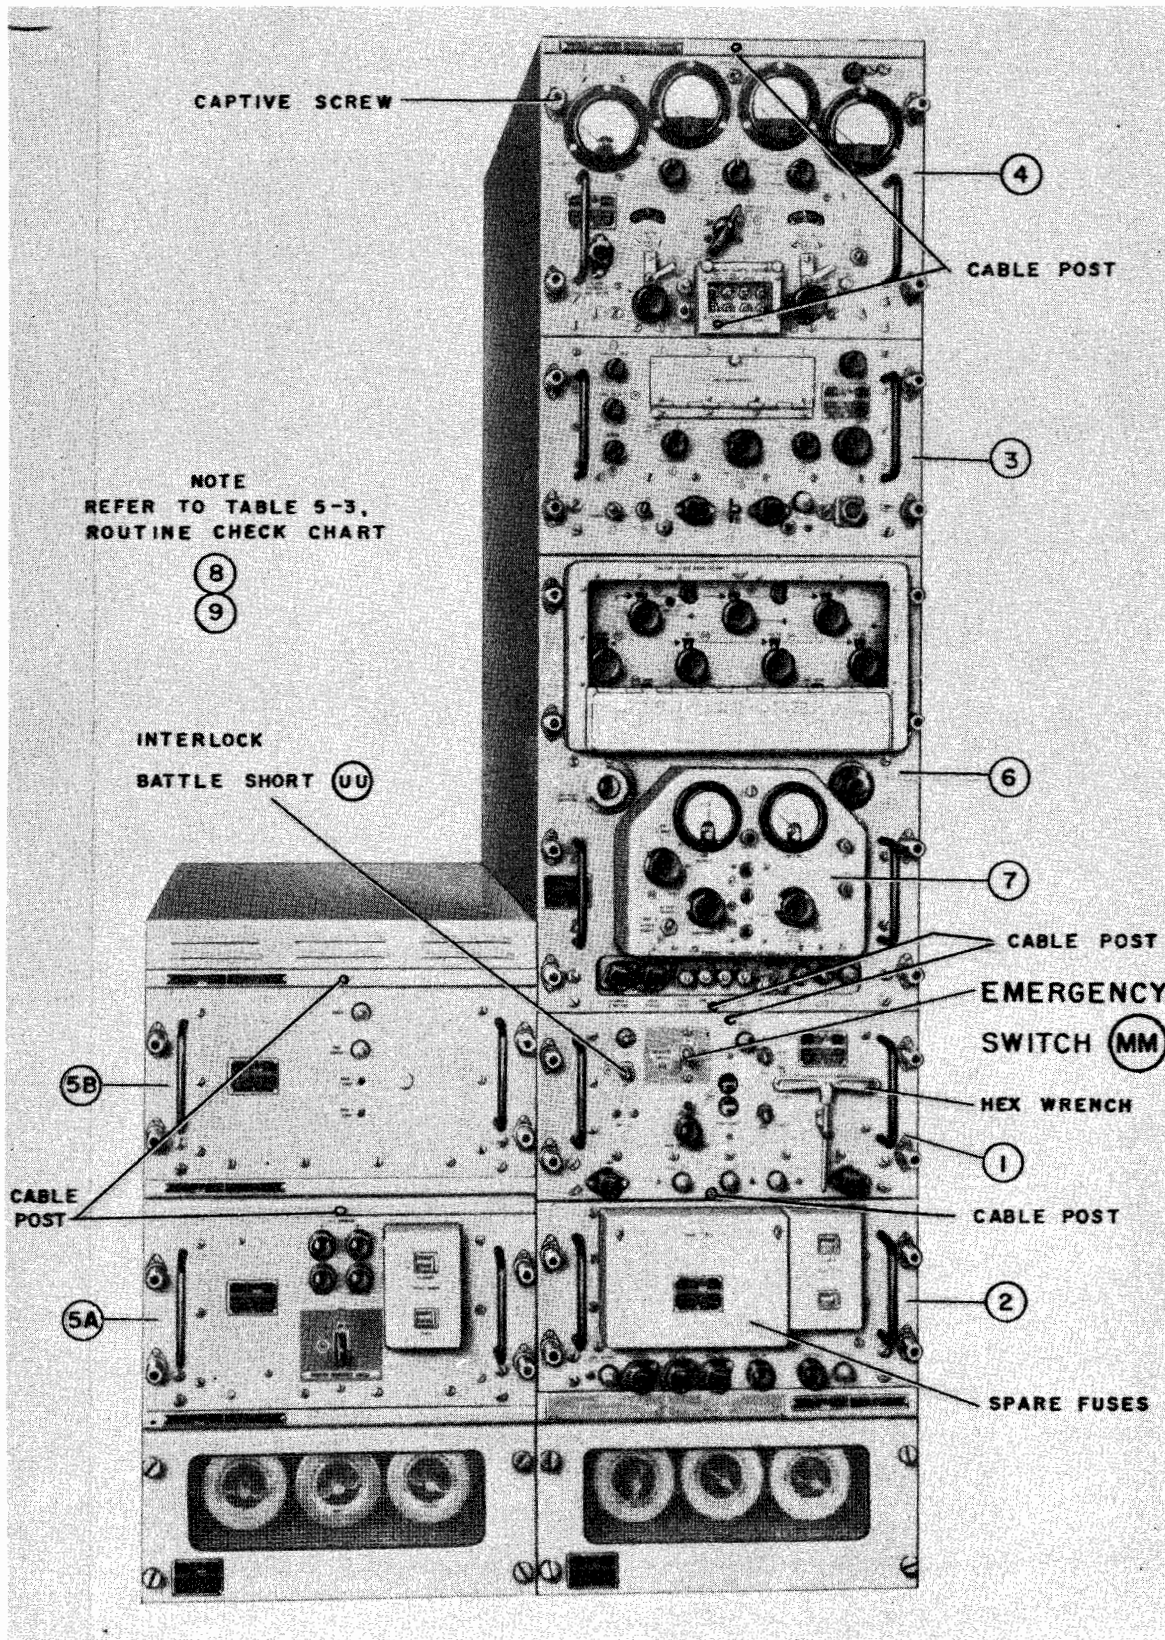 CAPTIVE SCREW
4
CABLE POST
3
NOTE
REFER TO TABLE 5-3,
ROUTINE CHECK CHART
8
9
INTERLOCK
BATTLE SHORT UU
6
7
CABLE POST
EMERGENCY
SWITCH MM
5B
HEX WRENCH
1
CABLE
POST
CABLE POST
5A
2
SPARE FUSES